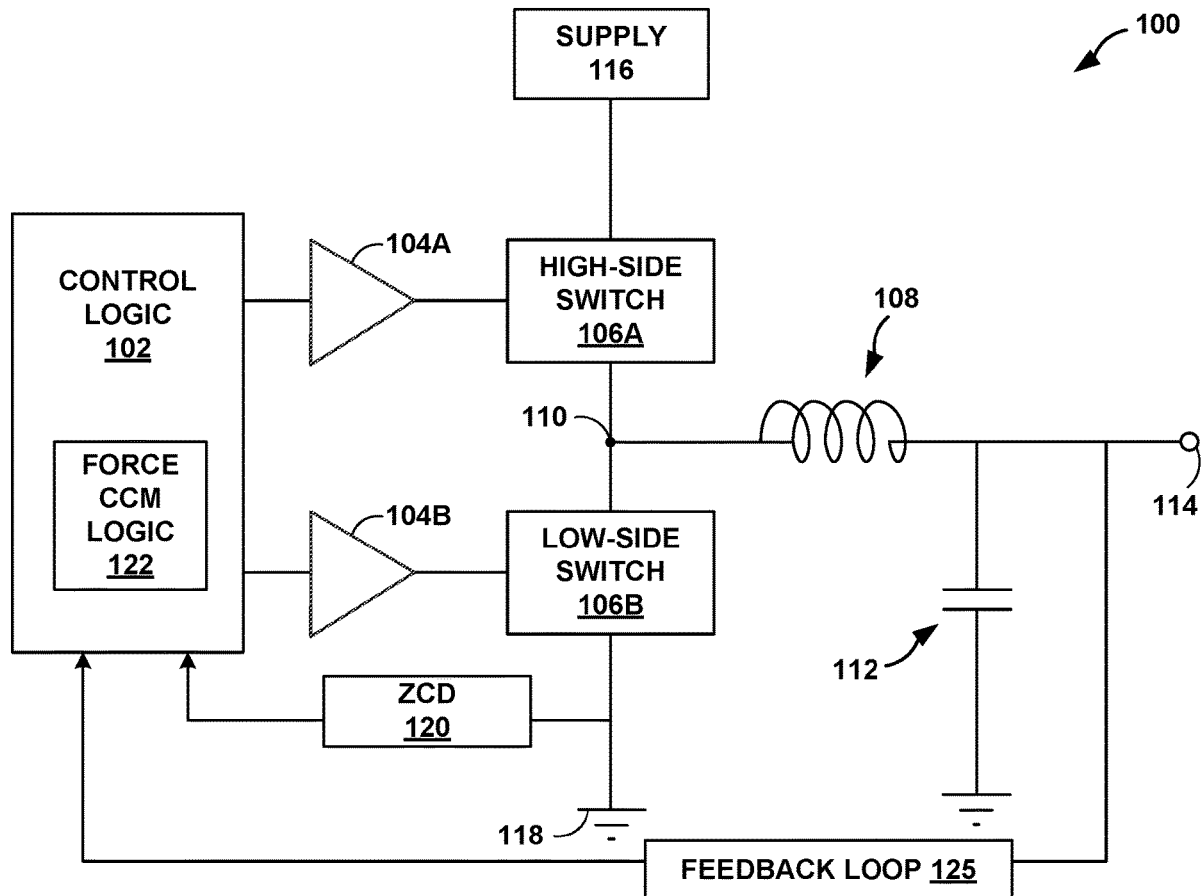 SUPPLY
116
100
CONTROL
LOGIC
102
104A
HIGH-SIDE
SWITCH
106A
108
110
114
FORCE
CCM
LOGIC
122
104B
LOW-SIDE
SWITCH
106B
112
ZCD
120
118
FEEDBACK LOOP 125